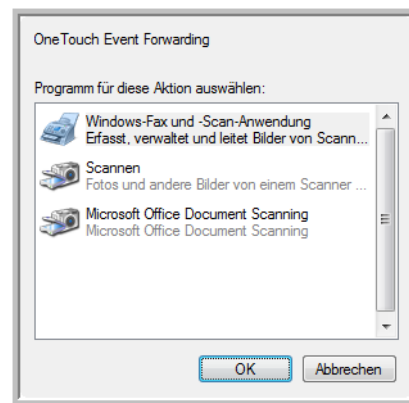 OneTouch Event Forwarding
Programm für diese Aktion auswählen:
Windows-Fax und -Scan-Anwendung
Erfasst, verwaltet und leitet Bilder von Scann...
Scannen
Fotos und andere Bilder von einem Scanner ...
Microsoft Office Document Scanning
Microsoft Office Document Scanning
OK Abbrechen